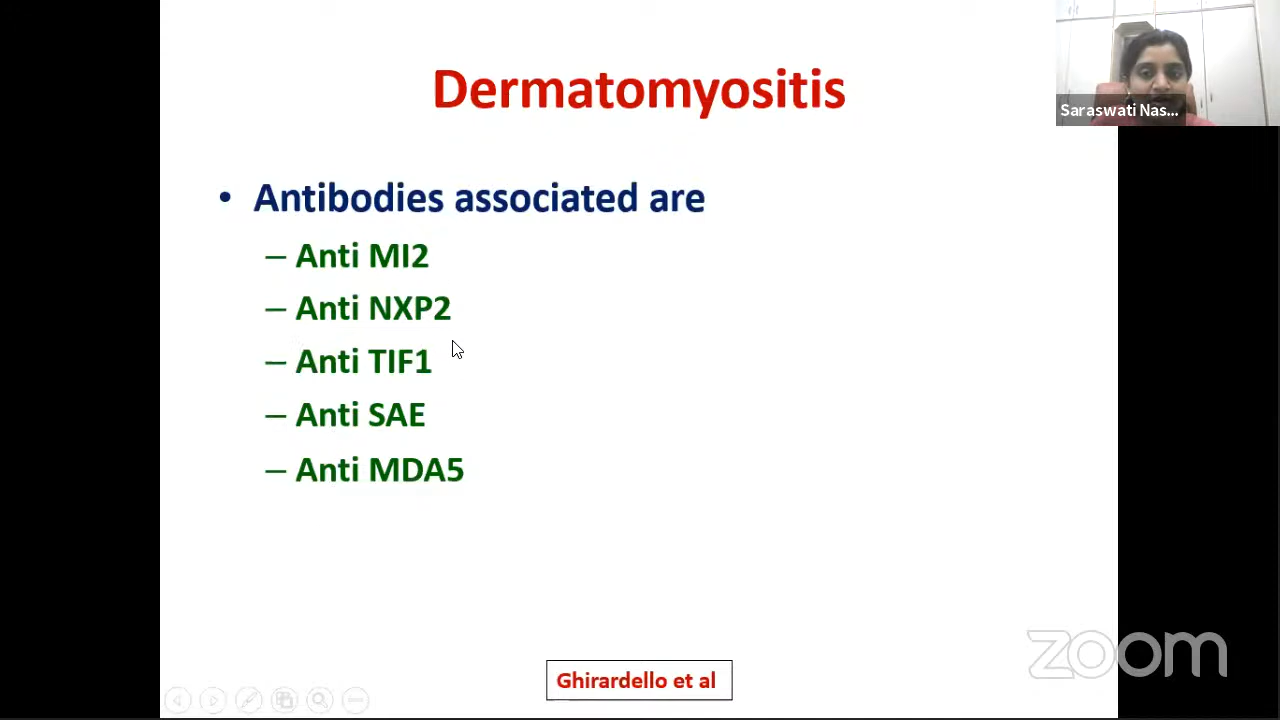 Dermatomyositis
Saraswati Nas...
• Antibodies associated are
– Anti MI2
– Anti NXP2
– Anti TIF1
– Anti SAE
– Anti MDA5
Ghirardello et al
zoom